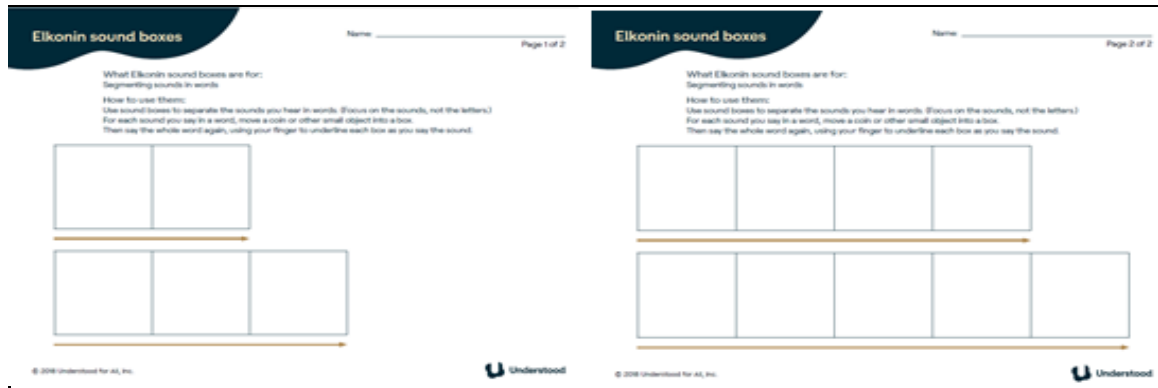 Elkonin sound boxes
Name:
Page 1 of 2
What Elkonin sound boxes are for:
Segmenting sounds in words
How to use them:
Use sound boxes to separate the sounds you hear in words. (Focus on the sounds, not the letters.)
For each sound you say in a word, move a coin or other small object into a box.
Then say the whole word again, using your finger to underline each box as you say the sound.
© 2018 Understood for All, Inc.
Understood
Elkonin sound boxes
Name:
Page 2 of 2
What Elkonin sound boxes are for:
Segmenting sounds in words
How to use them:
Use sound boxes to separate the sounds you hear in words. (Focus on the sounds, not the letters.)
For each sound you say in a word, move a coin or other small object into a box.
Then say the whole word again, using your finger to underline each box as you say the sound.
© 2018 Understood for All, Inc.
Understood